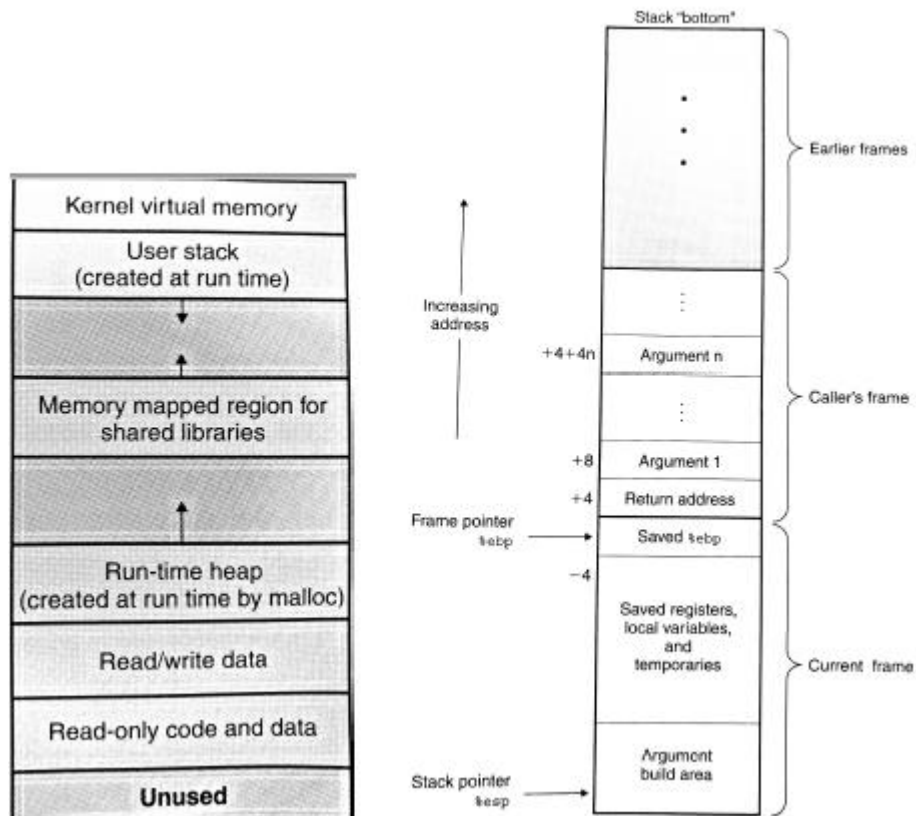 Kernel virtual memory
User stack
(created at run time)
Memory mapped region for
shared libraries
Run-time heap
(created at run time by malloc)
Read/write data
Read-only code and data
Unused
Stack "bottom"
Earlier frames
Increasing
address
+4+4n
Argument n
Caller's frame
+8
Argument 1
+4
Return address
Frame pointer
%ebp
Saved %ebp
-4
Saved registers,
local variables,
and
temporaries
Current frame
Argument
build area
Stack pointer
%esp